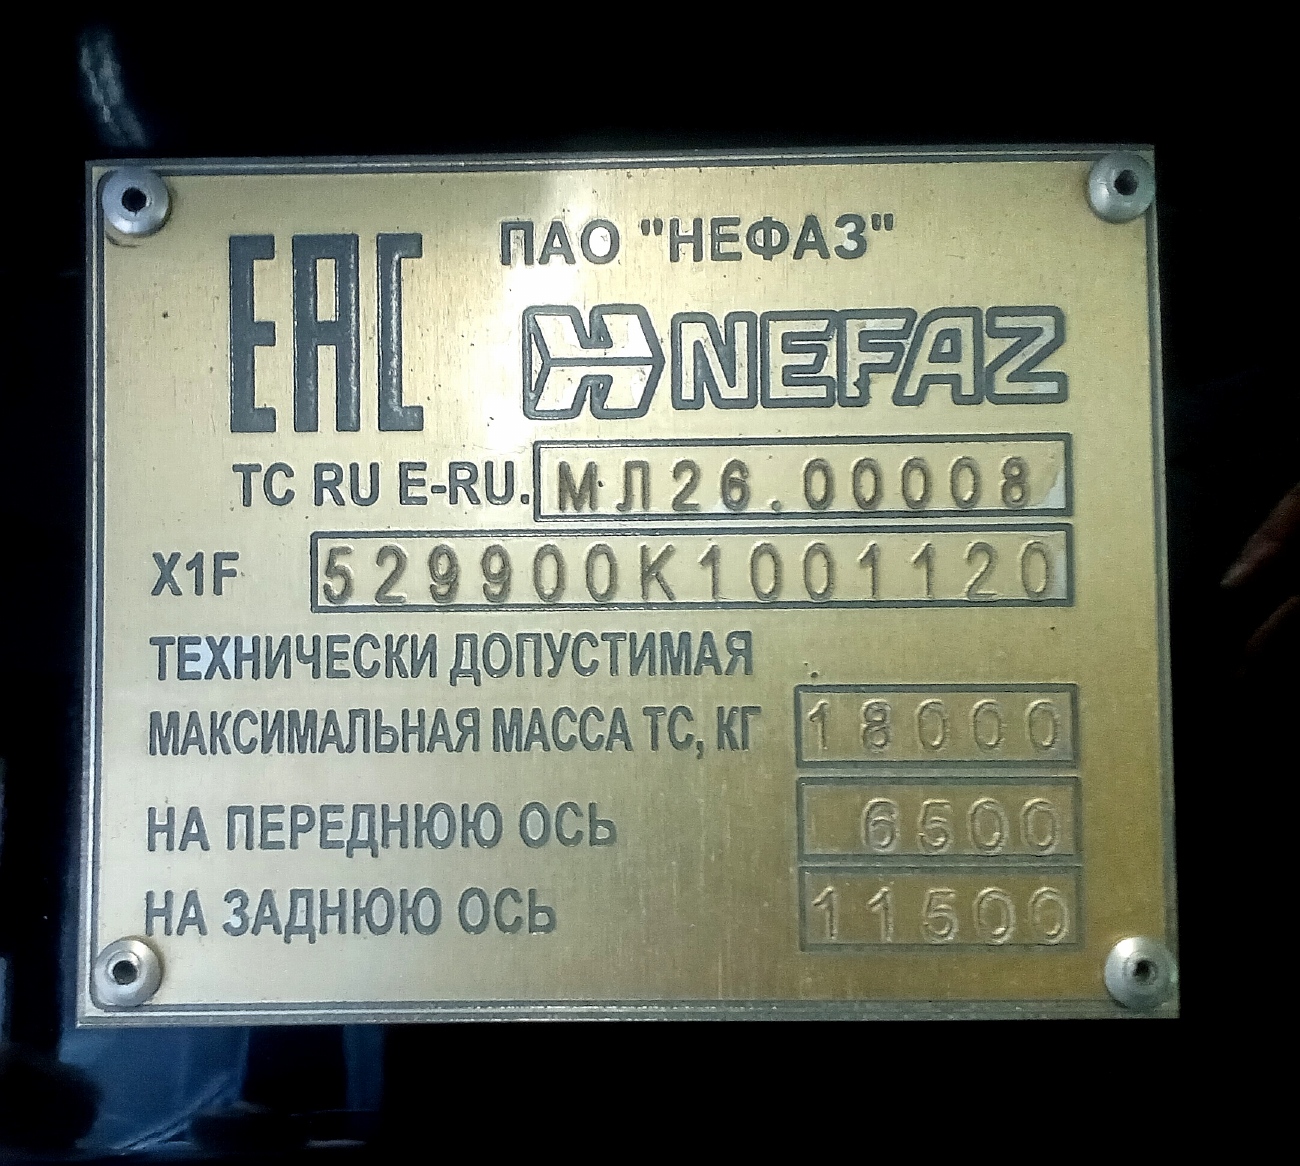 ЕАС
ПАО "НЕФАЗ"
NEFAZ
ТС RU E-RU. МЛ26.00008
X1F 529900K1001120
ТЕХНИЧЕСКИ ДОПУСТИМАЯ
МАКСИМАЛЬНАЯ МАССА ТС, КГ 18000
НА ПЕРЕДНЮЮ ОСЬ 6500
НА ЗАДНЮЮ ОСЬ 11500